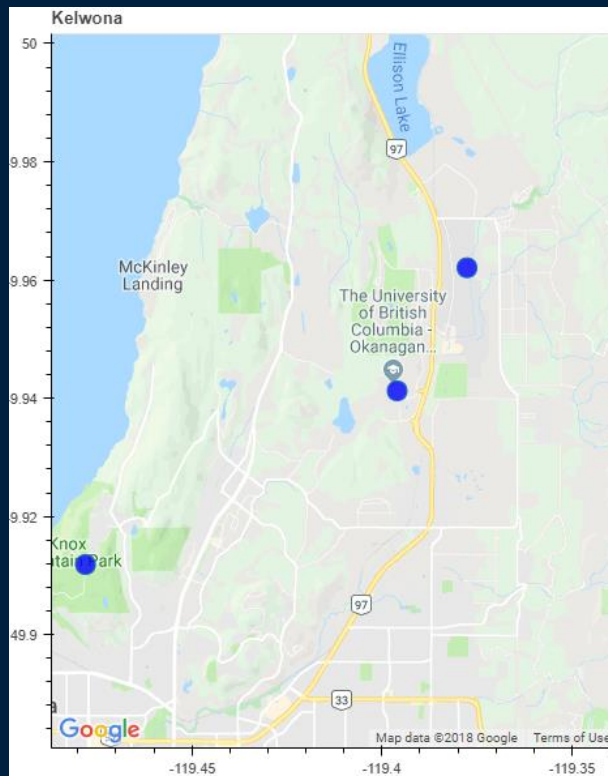 Kelwona
50
9.98
9.96
9.94
9.92
49.9
Ellison Lake
97
McKinley
Landing
The University
of British
Columbia -
Okanagan...
Knox
ntain Park
97
33
a
Google
Map data ©2018 Google
Terms of Use
-119.45
-119.4
-119.35